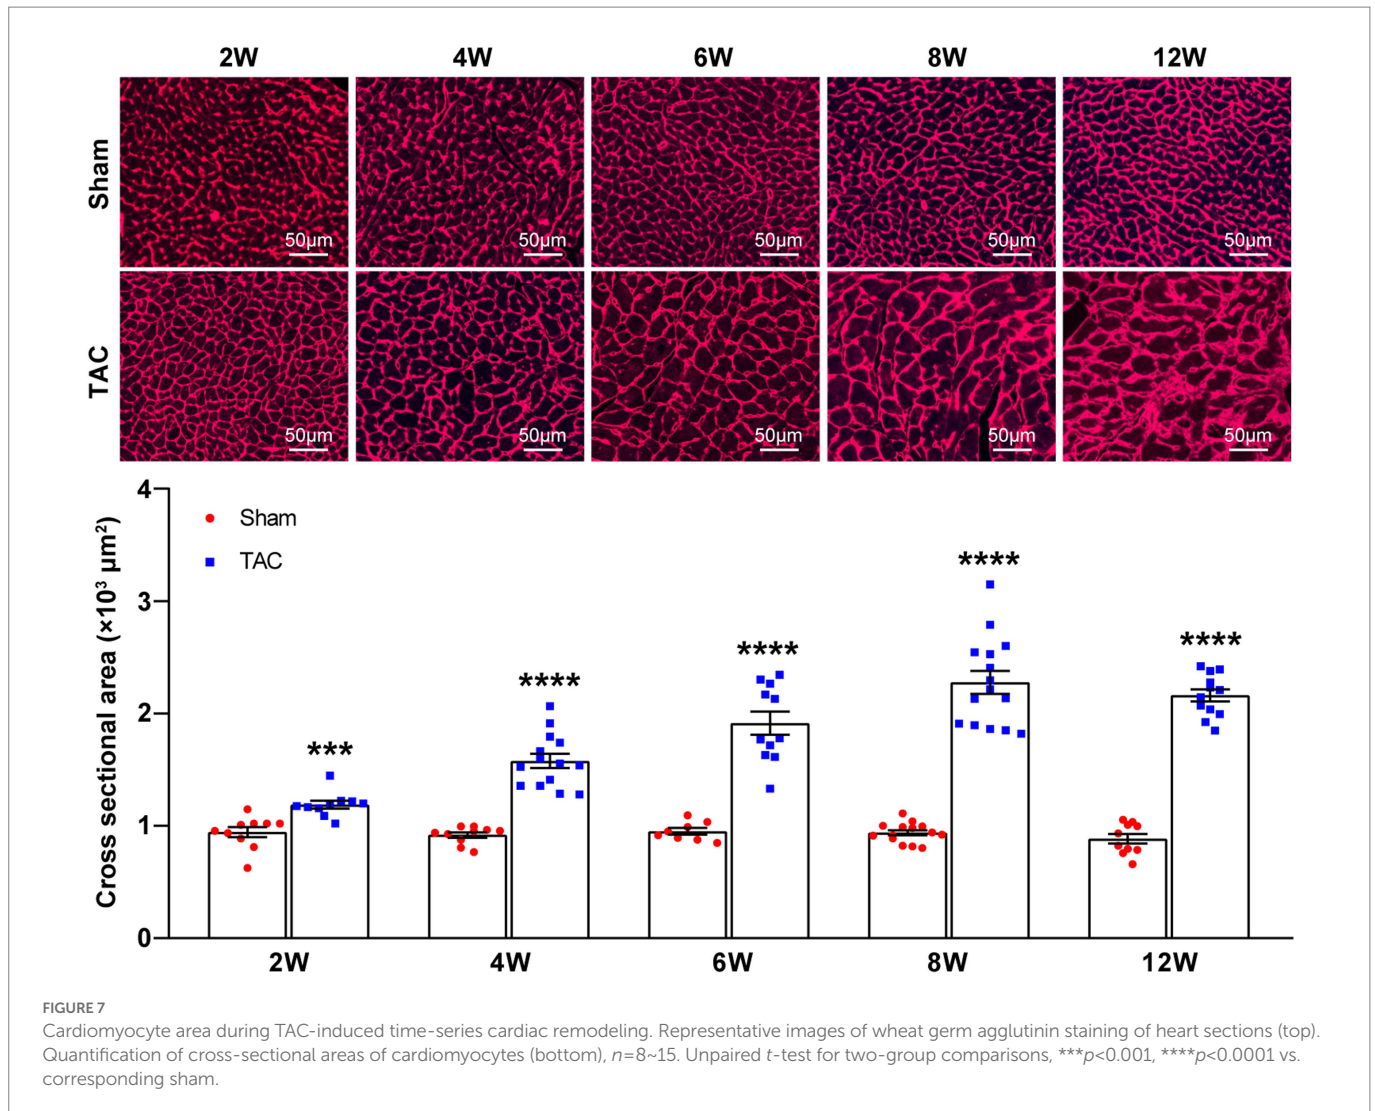 2W 4W 6W 8W 12W
Sham
50μm 50μm 50μm 50μm 50μm
TAC
50μm 50μm 50μm 50μm 50μm
Cross sectional area (×10³ μm²)
4
3
2
1
0
Sham
TAC
*** **** **** **** ****
2W 4W 6W 8W 12W
FIGURE 7
Cardiomyocyte area during TAC-induced time-series cardiac remodeling. Representative images of wheat germ agglutinin staining of heart sections (top).
Quantification of cross-sectional areas of cardiomyocytes (bottom), n=8~15. Unpaired t-test for two-group comparisons, ***p<0.001, ****p<0.0001 vs.
corresponding sham.